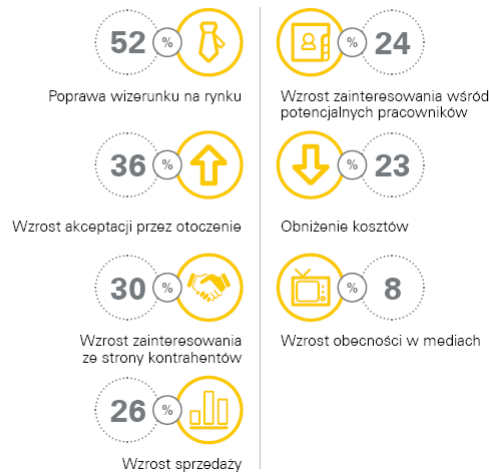 52 %
Poprawa wizerunku na rynku
36 %
Wzrost akceptacji przez otoczenie
30 %
Wzrost zainteresowania
ze strony kontrahentów
26 %
Wzrost sprzedaży
% 24
Wzrost zainteresowania wśród
potencjalnych pracowników
% 23
Obniżenie kosztów
% 8
Wzrost obecności w mediach